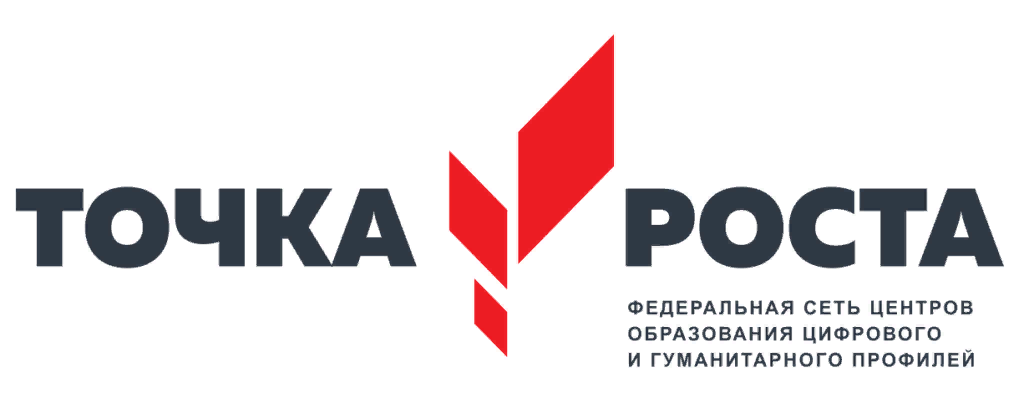 ТОЧКА РОСТА
ФЕДЕРАЛЬНАЯ СЕТЬ ЦЕНТРОВ
ОБРАЗОВАНИЯ ЦИФРОВОГО
И ГУМАНИТАРНОГО ПРОФИЛЕЙ